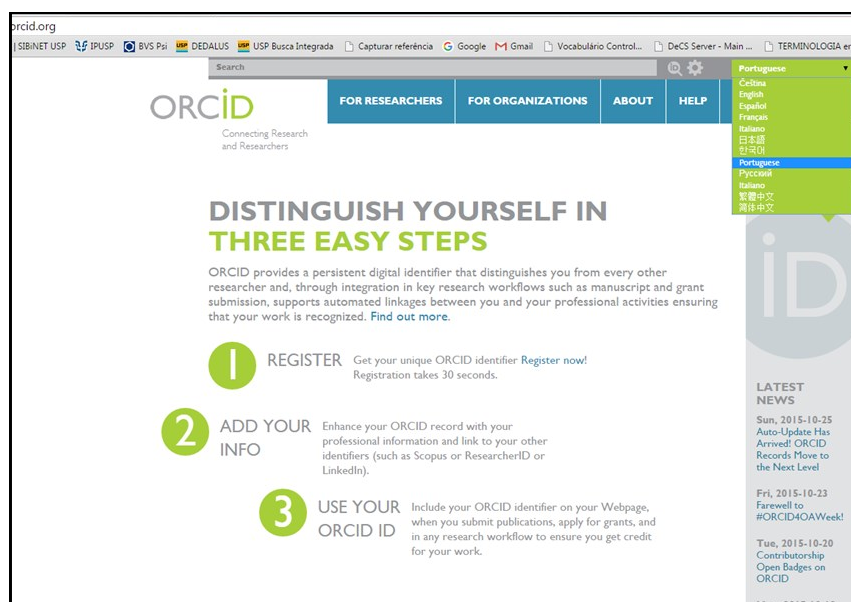 orcid.org
| SIBiNET USP IPUSP BVS Psi DEDALUS USP Busca Integrada Capturar referência Google Gmail Vocabulário Control... DeCS Server - Main ... TERMINOLOGIA er
Search
Portuguese
Čeština
English
Español
Français
Italiano
日本語
한국어
Portuguese
Русский
Italiano
繁體中文
简体中文
ORCID
Connecting Research
and Researchers
FOR RESEARCHERS FOR ORGANIZATIONS ABOUT HELP
iD
DISTINGUISH YOURSELF IN
THREE EASY STEPS
ORCID provides a persistent digital identifier that distinguishes you from every other
researcher and, through integration in key research workflows such as manuscript and grant
submission, supports automated linkages between you and your professional activities ensuring
that your work is recognized. Find out more.
1 REGISTER
Get your unique ORCID identifier Register now!
Registration takes 30 seconds.
2 ADD YOUR
INFO
Enhance your ORCID record with your
professional information and link to your other
identifiers (such as Scopus or ResearcherID or
LinkedIn).
3 USE YOUR
ORCID ID
Include your ORCID identifier on your Webpage,
when you submit publications, apply for grants, and
in any research workflow to ensure you get credit
for your work.
LATEST
NEWS
Sun, 2015-10-25
Auto-Update Has
Arrived! ORCID
Records Move to
the Next Level
Fri, 2015-10-23
Farewell to
#ORCID4OAWeek!
Tue, 2015-10-20
Contributorship
Open Badges on
ORCID